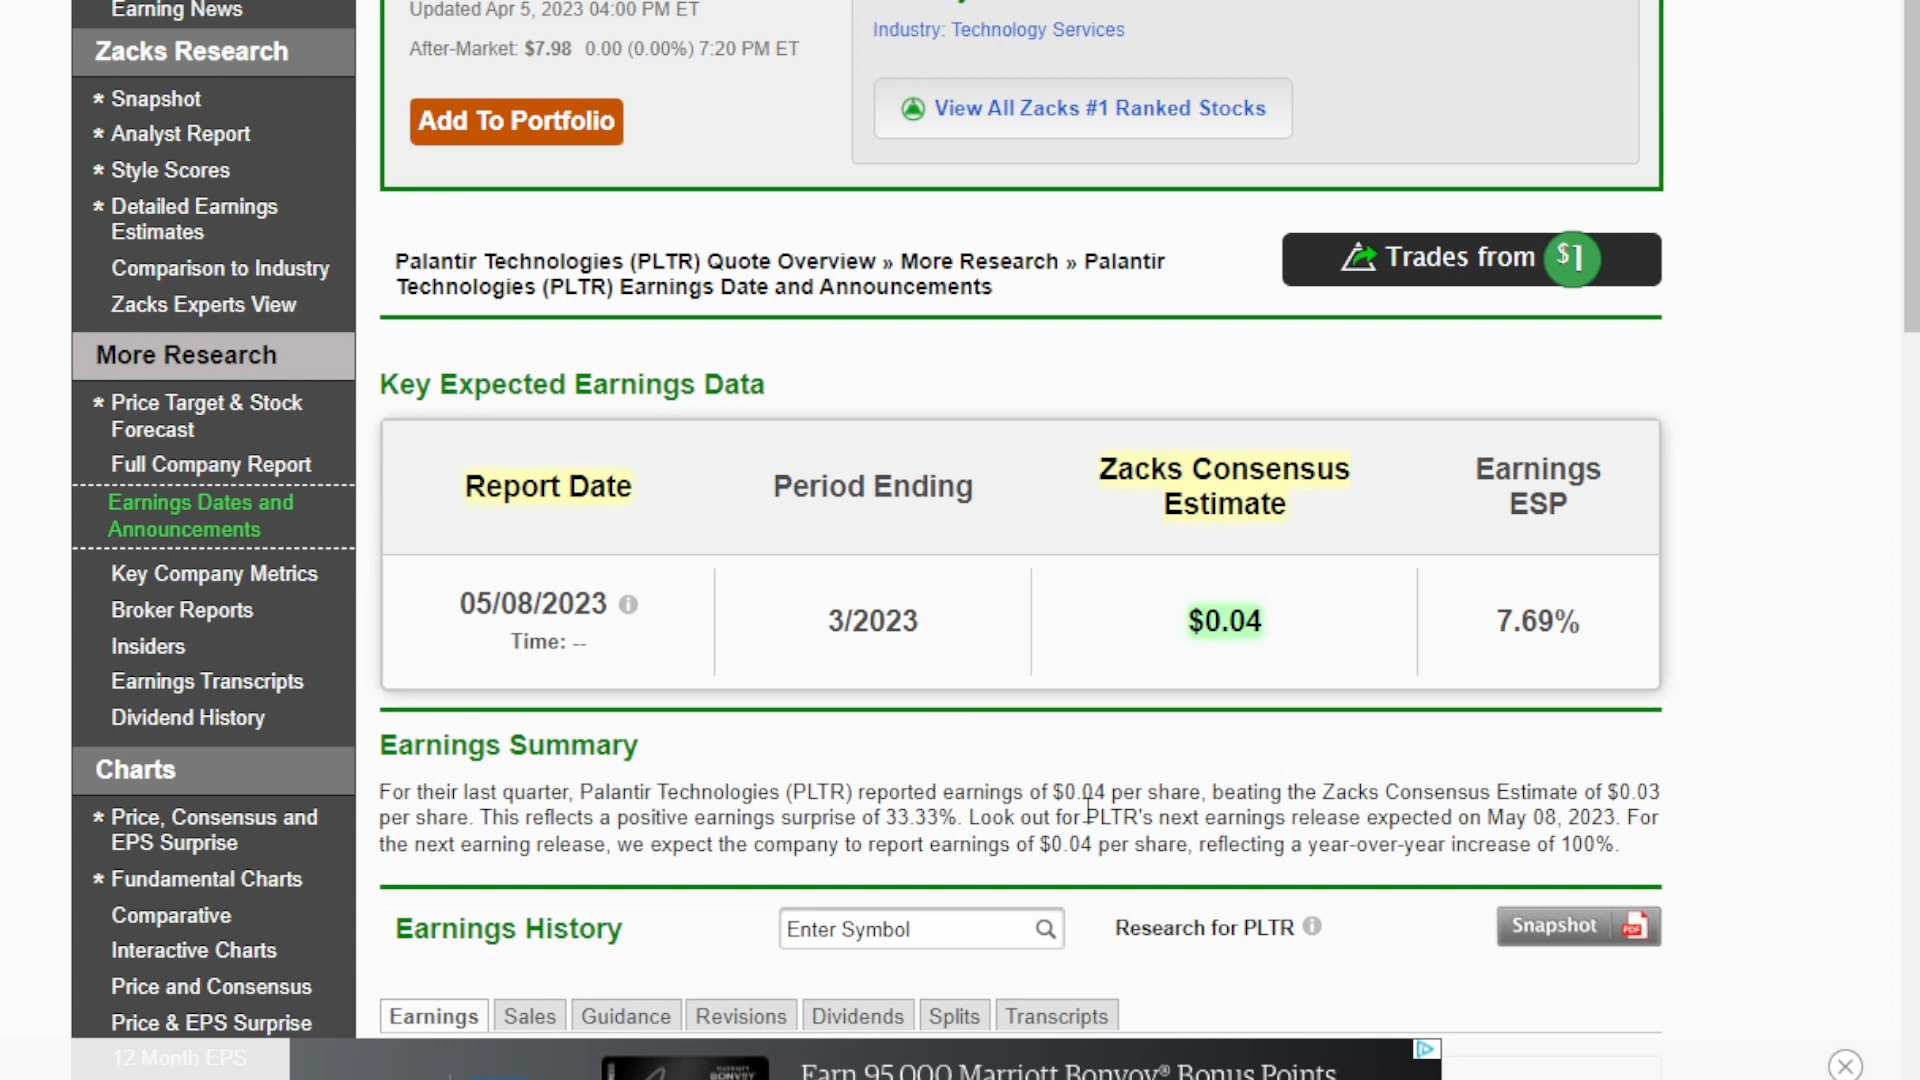 Earning News
Zacks Research
* Snapshot
* Analyst Report
* Style Scores
* Detailed Earnings
Estimates
Comparison to Industry
Zacks Experts View
More Research
* Price Target & Stock
Forecast
Full Company Report
Earnings Dates and
Announcements
Key Company Metrics
Broker Reports
Insiders
Earnings Transcripts
Dividend History
Charts
* Price, Consensus and
EPS Surprise
* Fundamental Charts
Comparative
Interactive Charts
Price and Consensus
Price & EPS Surprise
12 Month EPS
Updated Apr 5, 2023 04:00 PM ET
After-Market: $7.98 0.00 (0.00%) 7:20 PM ET
Add To Portfolio
Industry: Technology Services
View All Zacks #1 Ranked Stocks
Palantir Technologies (PLTR) Quote Overview » More Research » Palantir
Technologies (PLTR) Earnings Date and Announcements
Trades from $1
Key Expected Earnings Data
Report Date
Period Ending
Zacks Consensus
Estimate
Earnings
ESP
05/08/2023
Time: --
3/2023
$0.04
7.69%
Earnings Summary
For their last quarter, Palantir Technologies (PLTR) reported earnings of $0.04 per share, beating the Zacks Consensus Estimate of $0.03
per share. This reflects a positive earnings surprise of 33.33%. Look out for PLTR's next earnings release expected on May 08, 2023. For
the next earning release, we expect the company to report earnings of $0.04 per share, reflecting a year-over-year increase of 100%.
Earnings History
Enter Symbol
Research for PLTR
Snapshot
PDF
Earnings
Sales
Guidance
Revisions
Dividends
Splits
Transcripts
BONVOY
Earn 95,000 Marriott Bonvoy® Bonus Points